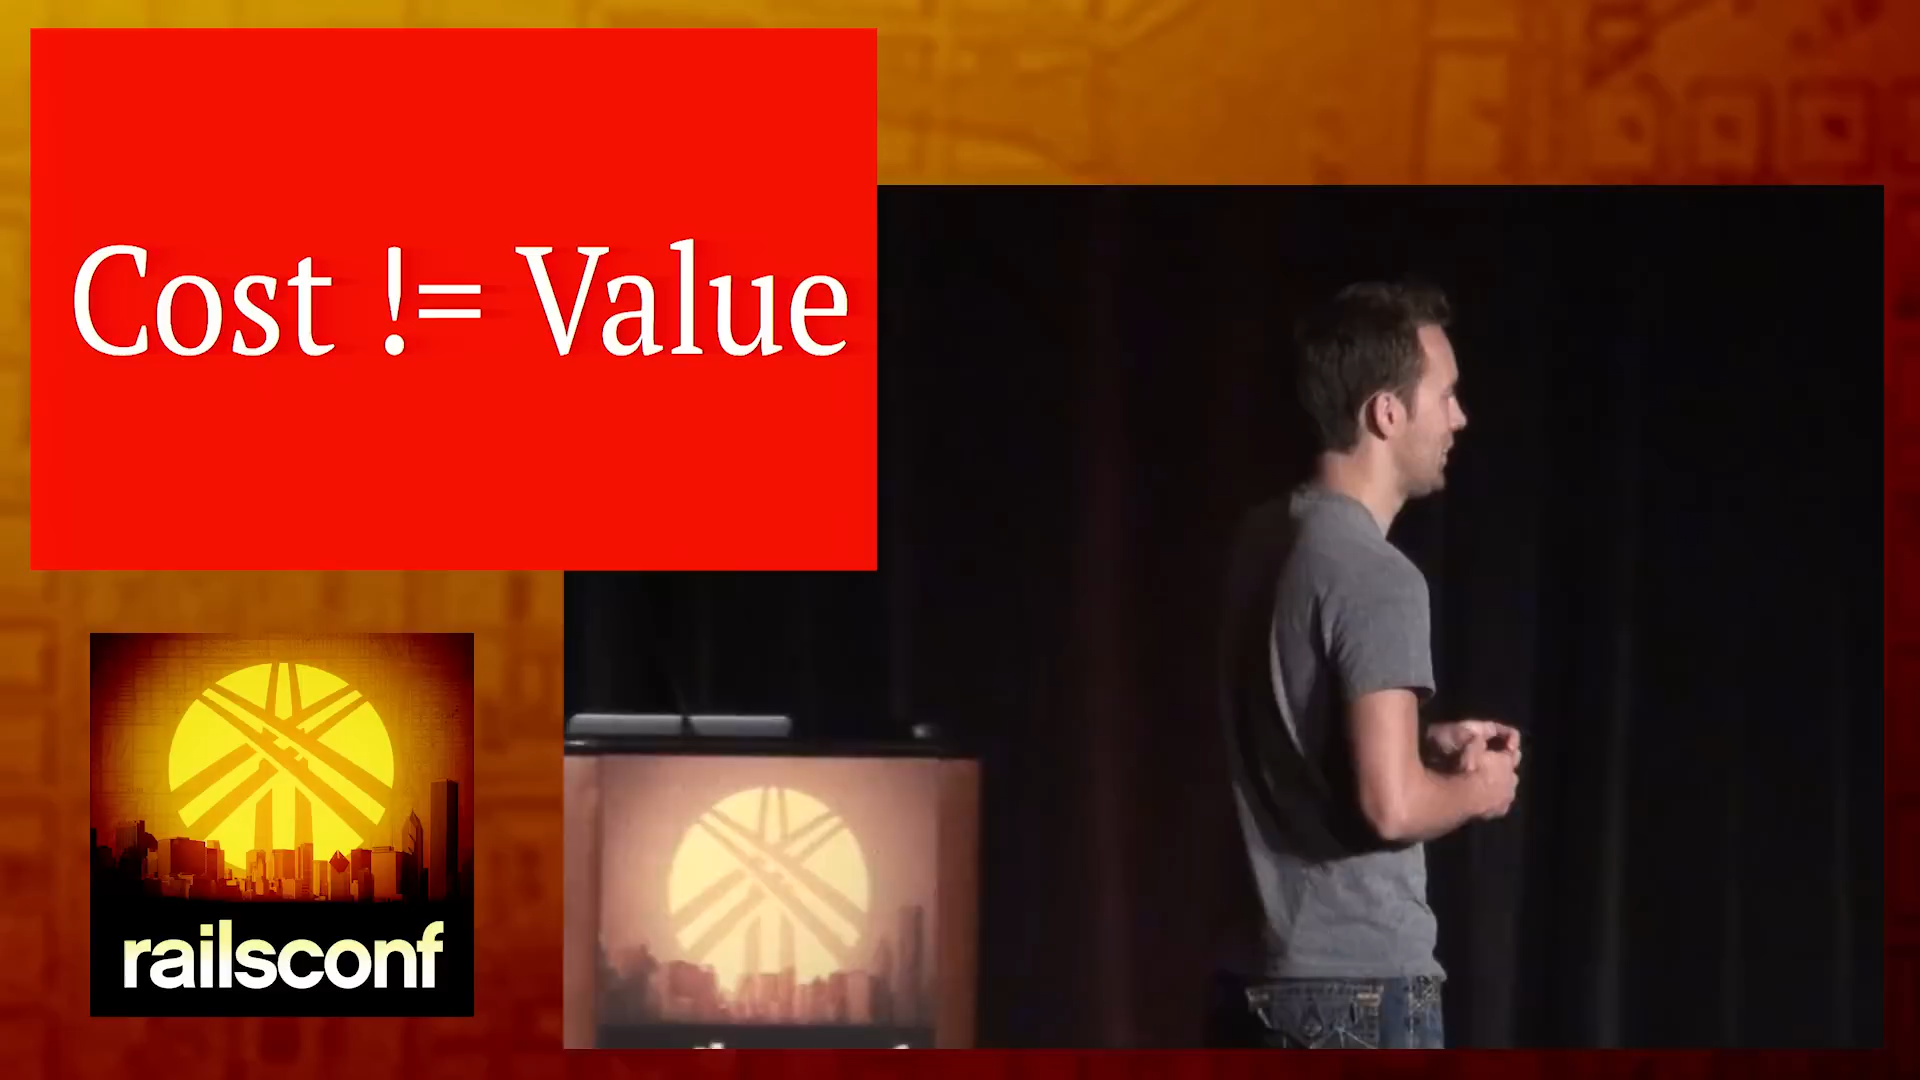 Cost != Value
railsconf